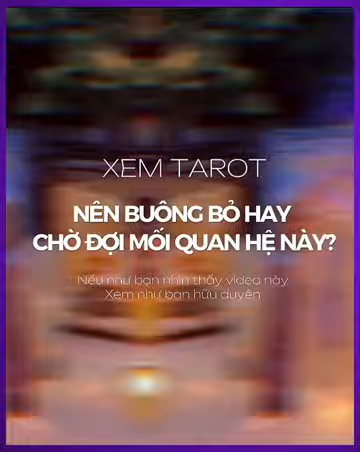 XEM TAROT
NÊN BUÔNG BỎ HAY
CHỜ ĐỢI MỐI QUAN HỆ NÀY?
Nếu như bạn nhìn thấy video này
Xem như bạn hữu duyên